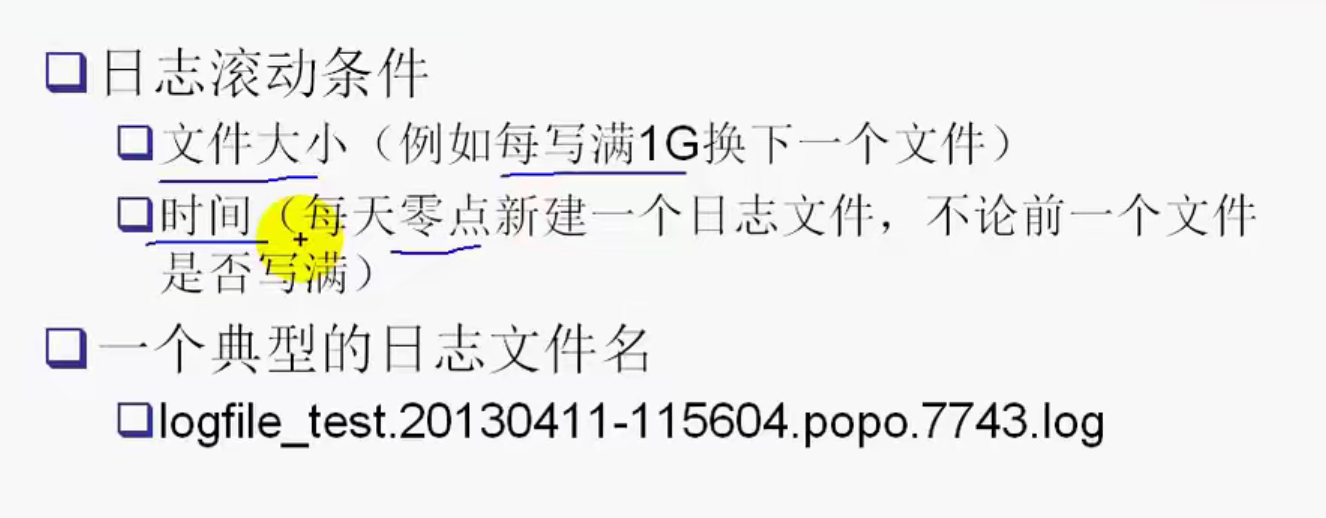 日志滚动条件
文件大小（例如每写满1G换下一个文件）
时间（每天零点新建一个日志文件，不论前一个文件
是否写满）
一个典型的日志文件名
logfile_test.20130411-115604.popo.7743.log